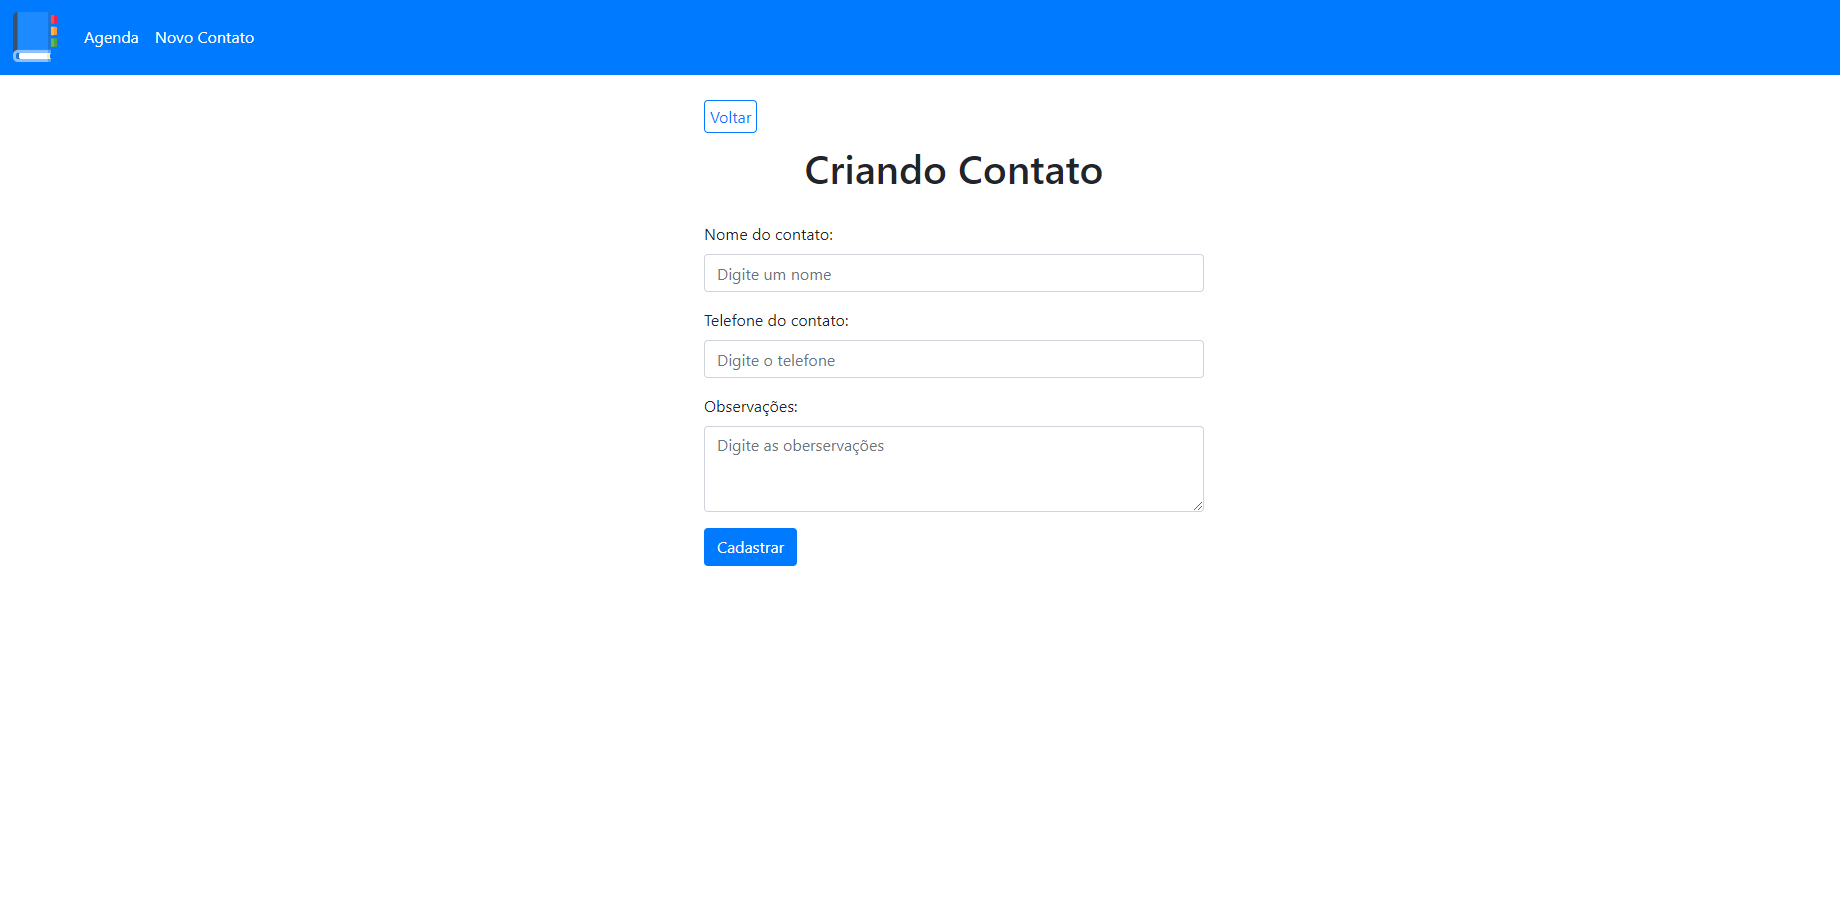 Agenda Novo Contato
Voltar
Criando Contato
Nome do contato:
Digite um nome
Telefone do contato:
Digite o telefone
Observações:
Digite as oberservações
Cadastrar